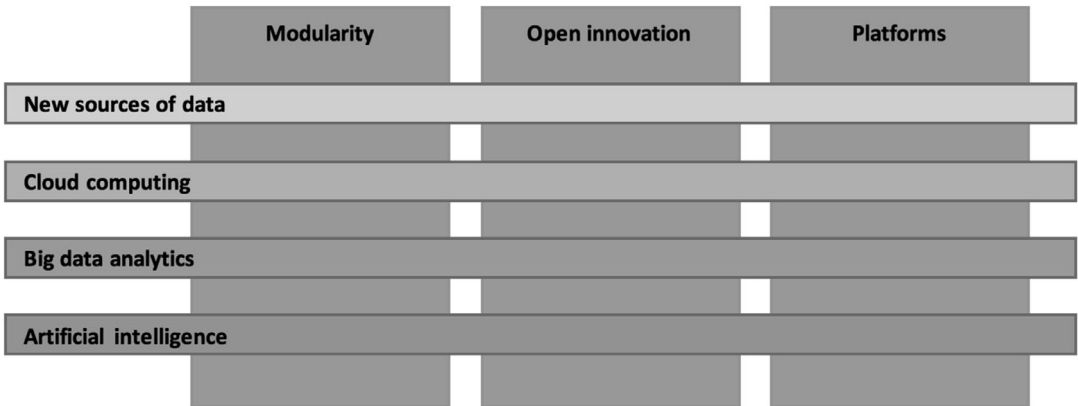 Modularity
Open innovation
Platforms
New sources of data
Cloud computing
Big data analytics
Artificial intelligence